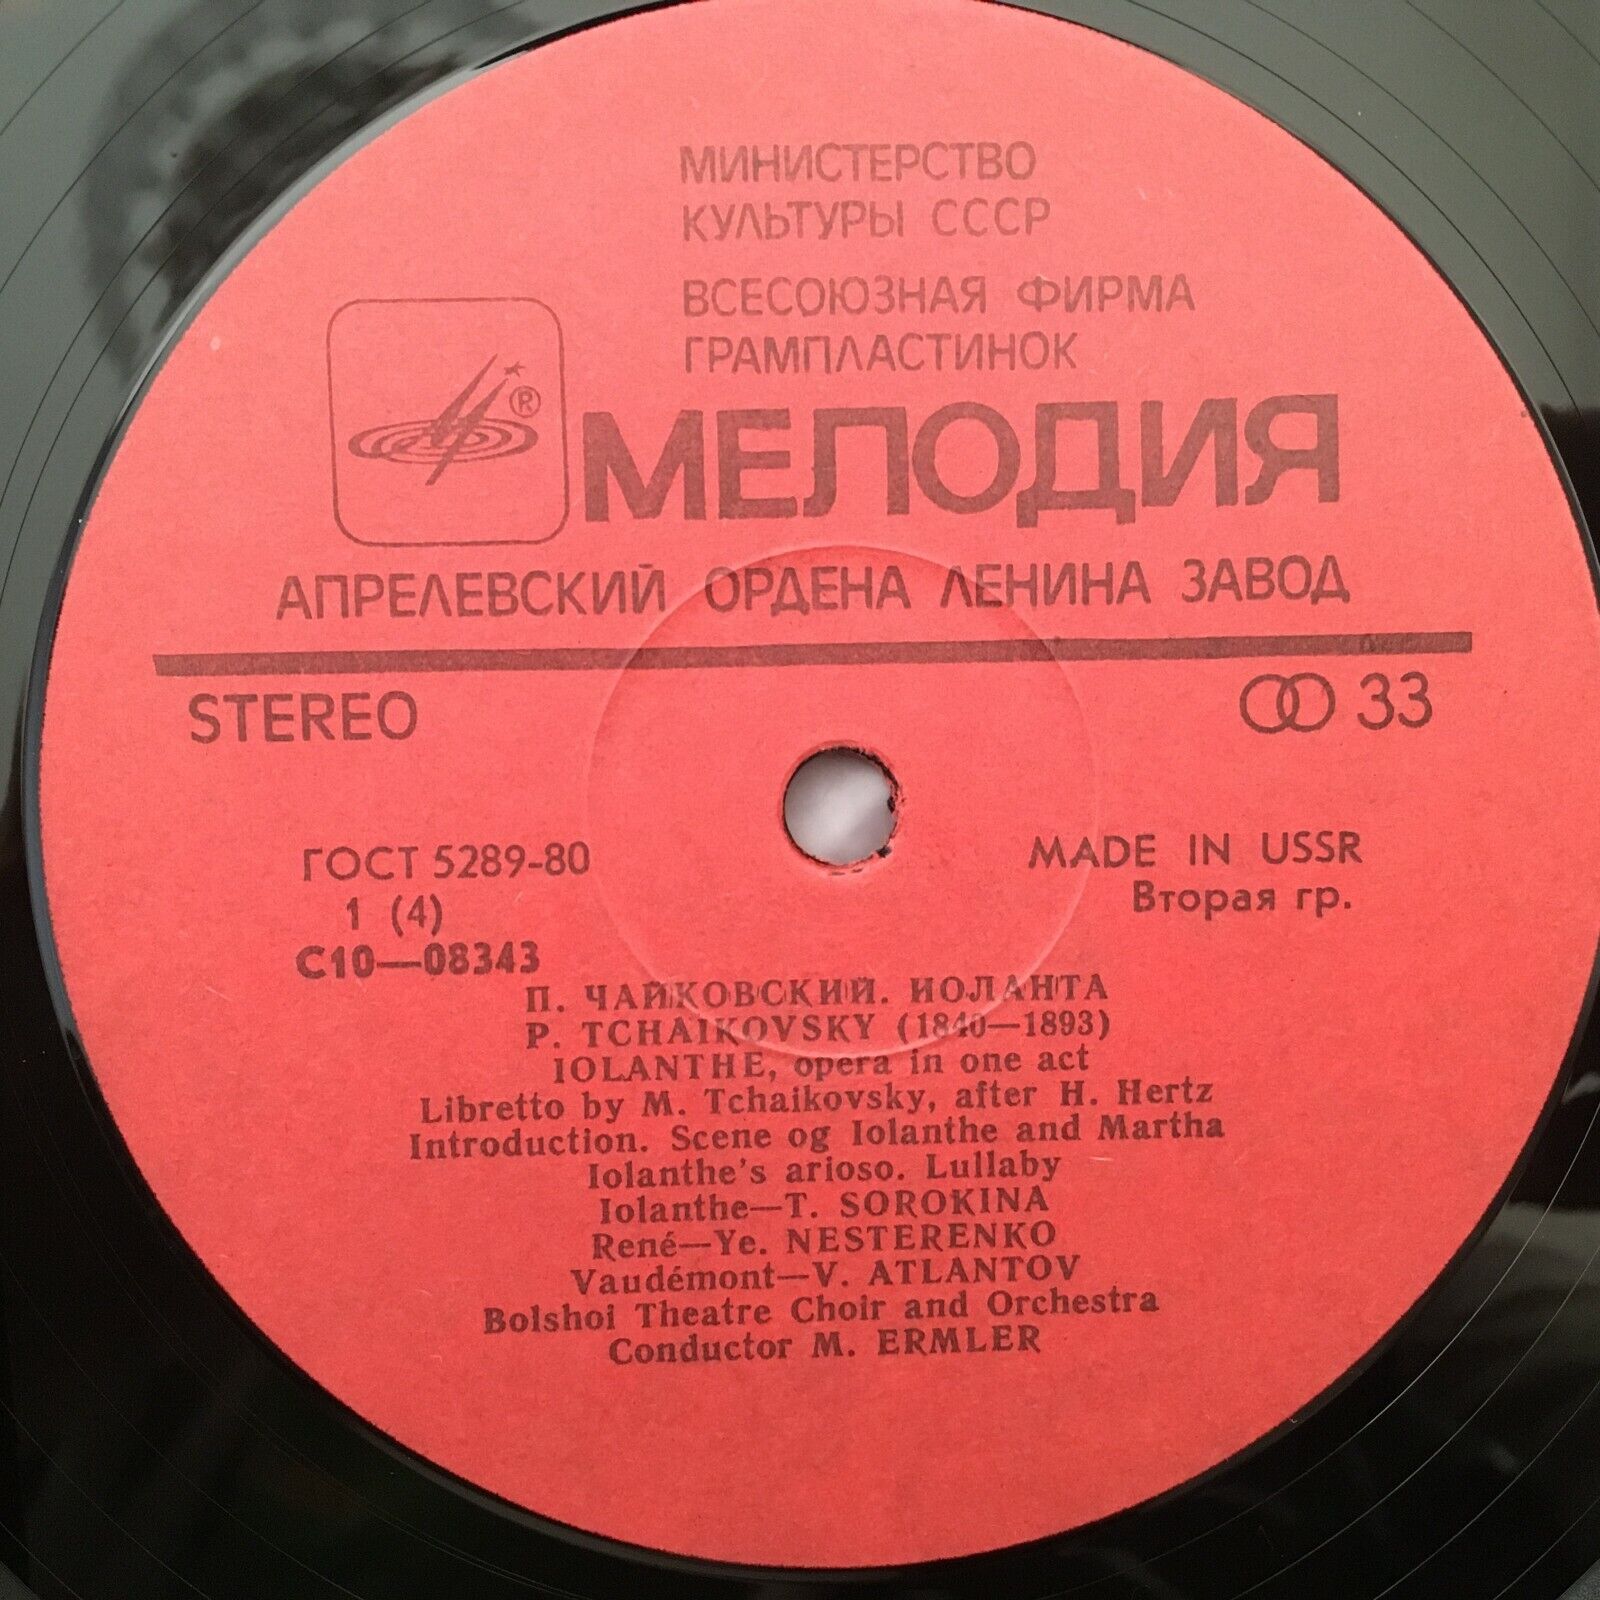 МИНИСТЕРСТВО
КУЛЬТУРЫ СССР
ВСЕСОЮЗНАЯ ФИРМА
ГРАМПЛАСТИНОК
®
МЕЛОДИЯ
АПРЕЛЕВСКИЙ ОРДЕНА ЛЕНИНА ЗАВОД
STEREO
33
ГОСТ 5289-80
MADE IN USSR
1 (4)
Вторая гр.
С10—08343
П. ЧАЙКОВСКИЙ. ИОЛАНТА
P. TCHAIKOVSKY (1840—1893)
IOLANTHE, opera in one act
Libretto by M. Tchaikovsky, after H. Hertz
Introduction. Scene og Iolanthe and Martha
Iolanthe's arioso. Lullaby
Iolanthe—T. SOROKINA
René—Ye. NESTERENKO
Vaudémont—V. ATLANTOV
Bolshoi Theatre Choir and Orchestra
Conductor M. ERMLER